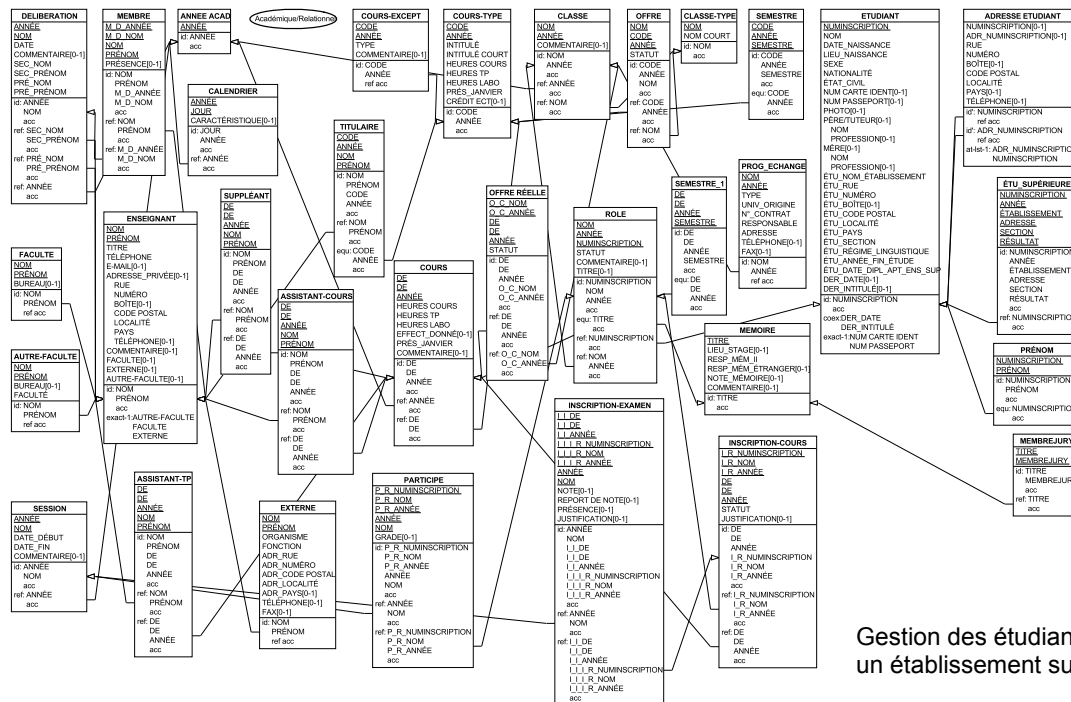 DELIBERATION
ANNÉE
NOM
DATE
COMMENTAIRE[0-1]
SEC_NOM
SEC_PRÉNOM
PRÉ_NOM
PRÉ_PRÉNOM
id: ANNÉE
NOM
acc
ref: SEC_NOM
SEC_PRÉNOM
acc
ref: PRÉ_NOM
PRÉ_PRÉNOM
acc
ref: ANNÉE
acc
MEMBRE
M_D_ANNÉE
M_D_NOM
NOM
PRÉNOM
PRÉSENCE[0-1]
id: NOM
PRÉNOM
M_D_ANNÉE
M_D_NOM
acc
ref: NOM
PRÉNOM
acc
ref: M_D_ANNÉE
M_D_NOM
acc
ANNEE ACAD
ANNÉE
id: ANNÉE
acc
Académique/Relationnel
CALENDRIER
ANNÉE
JOUR
CARACTÉRISTIQUE[0-1]
id: JOUR
ANNÉE
acc
ref: ANNÉE
acc
COURS-EXCEPT
CODE
ANNÉE
TYPE
COMMENTAIRE[0-1]
id: CODE
ANNÉE
ref acc
COURS-TYPE
CODE
ANNÉE
INTITULÉ
INTITULÉ COURT
HEURES COURS
HEURES TP
HEURES LABO
PRÉS_JANVIER
CRÉDIT ECT[0-1]
id: CODE
ANNÉE
acc
CLASSE
NOM
ANNÉE
COMMENTAIRE[0-1]
id: NOM
ANNÉE
acc
ref: ANNÉE
acc
ref: NOM
acc
OFFRE
NOM
CODE
ANNÉE
STATUT
id: CODE
ANNÉE
NOM
acc
ref: CODE
ANNÉE
acc
ref: NOM
acc
CLASSE-TYPE
NOM
NOM COURT
id: NOM
acc
SEMESTRE
CODE
ANNÉE
SEMESTRE
id: CODE
ANNÉE
SEMESTRE
acc
equ: CODE
ANNÉE
acc
ETUDIANT
NUMINSCRIPTION
NOM
DATE_NAISSANCE
LIEU_NAISSANCE
SEXE
NATIONALITÉ
ÉTAT_CIVIL
NUM CARTE IDENT[0-1]
NUM PASSEPORT[0-1]
PHOTO[0-1]
PÈRE/TUTEUR[0-1]
NOM
PROFESSION[0-1]
MÈRE[0-1]
NOM
PROFESSION[0-1]
ÉTU_NOM_ÉTABLISSEMENT
ÉTU_RUE
ÉTU_NUMÉRO
ÉTU_BOÎTE[0-1]
ÉTU_CODE POSTAL
ÉTU_LOCALITÉ
ÉTU_PAYS
ÉTU_SECTION
ÉTU_RÉGIME_LINGUISTIQUE
ÉTU_ANNÉE_FIN_ÉTUDE
ÉTU_DATE_DIPL_APT_ENS_SUP
DER_DATE[0-1]
DER_INTITULÉ[0-1]
id: NUMINSCRIPTION
acc
coex:DER_DATE
DER_INTITULÉ
exact-1:NUM CARTE IDENT
NUM PASSEPORT
ADRESSE ETUDIANT
NUMINSCRIPTION[0-1]
ADR_NUMINSCRIPTION[0-1]
RUE
NUMÉRO
BOÎTE[0-1]
CODE POSTAL
LOCALITÉ
PAYS[0-1]
TÉLÉPHONE[0-1]
id': NUMINSCRIPTION
ref acc
id': ADR_NUMINSCRIPTION
ref acc
at-lst-1: ADR_NUMINSCRIPTION
NUMINSCRIPTION
TITULAIRE
CODE
ANNÉE
NOM
PRÉNOM
id: NOM
PRÉNOM
CODE
ANNÉE
acc
ref: NOM
PRÉNOM
acc
equ: CODE
ANNÉE
acc
SUPPLÉANT
DE
DE
ANNÉE
NOM
PRÉNOM
id: NOM
PRÉNOM
DE
DE
ANNÉE
acc
ref: NOM
PRÉNOM
acc
ref: DE
DE
ANNÉE
acc
ENSEIGNANT
NOM
PRÉNOM
TITRE
TÉLÉPHONE
E-MAIL[0-1]
ADRESSE_PRIVÉE[0-1]
RUE
NUMÉRO
BOÎTE[0-1]
CODE POSTAL
LOCALITÉ
PAYS
TÉLÉPHONE[0-1]
COMMENTAIRE[0-1]
FACULTE[0-1]
EXTERNE[0-1]
AUTRE-FACULTE[0-1]
id: NOM
PRÉNOM
acc
exact-1:AUTRE-FACULTE
FACULTE
EXTERNE
FACULTE
NOM
PRÉNOM
BUREAU[0-1]
id: NOM
PRÉNOM
ref acc
AUTRE-FACULTE
NOM
PRÉNOM
BUREAU[0-1]
FACULTÉ
id: NOM
PRÉNOM
ref acc
ASSISTANT-COURS
DE
DE
ANNÉE
NOM
PRÉNOM
id: NOM
PRÉNOM
DE
DE
ANNÉE
acc
ref: NOM
PRÉNOM
acc
ref: DE
DE
ANNÉE
acc
COURS
DE
DE
ANNÉE
HEURES COURS
HEURES TP
HEURES LABO
EFFECT_DONNÉ[0-1]
PRÉS_JANVIER
COMMENTAIRE[0-1]
id: DE
DE
ANNÉE
acc
ref: ANNÉE
acc
ref: DE
DE
acc
OFFRE RÉELLE
O_C_NOM
O_C_ANNÉE
DE
DE
ANNÉE
STATUT
id: DE
DE
ANNÉE
O_C_NOM
O_C_ANNÉE
acc
ref: DE
DE
ANNÉE
acc
ref: O_C_NOM
O_C_ANNÉE
acc
ROLE
NOM
ANNÉE
NUMINSCRIPTION
STATUT
COMMENTAIRE[0-1]
TITRE[0-1]
id: NUMINSCRIPTION
NOM
ANNÉE
acc
equ: TITRE
acc
ref: NUMINSCRIPTION
acc
ref: NOM
ANNÉE
acc
SEMESTRE_1
DE
DE
ANNÉE
SEMESTRE
id: DE
DE
ANNÉE
SEMESTRE
acc
equ: DE
DE
ANNÉE
acc
PROG_ECHANGE
NOM
ANNÉE
TYPE
UNIV_ORIGINE
N°_CONTRAT
RESPONSABLE
ADRESSE
TÉLÉPHONE[0-1]
FAX[0-1]
id: NOM
ANNÉE
ref acc
ÉTU_SUPÉRIEURE
NUMINSCRIPTION
ANNÉE
ÉTABLISSEMENT
ADRESSE
SECTION
RÉSULTAT
id: NUMINSCRIPTION
ANNÉE
ÉTABLISSEMENT
ADRESSE
SECTION
RÉSULTAT
acc
ref: NUMINSCRIPTION
acc
MEMOIRE
TITRE
LIEU_STAGE[0-1]
RESP_MÉM_II
RESP_MÉM_ÉTRANGER[0-1]
NOTE_MÉMOIRE[0-1]
COMMENTAIRE[0-1]
id: TITRE
acc
PRÉNOM
NUMINSCRIPTION
PRÉNOM
id: NUMINSCRIPTION
PRÉNOM
acc
equ: NUMINSCRIPTION
acc
MEMBREJURY
TITRE
MEMBREJURY
id: TITRE
MEMBREJURY
acc
ref: TITRE
acc
SESSION
ANNÉE
NOM
DATE_DÉBUT
DATE_FIN
COMMENTAIRE[0-1]
id: ANNÉE
NOM
acc
ref: ANNÉE
acc
ASSISTANT-TP
DE
DE
ANNÉE
NOM
PRÉNOM
id: NOM
PRÉNOM
DE
DE
ANNÉE
acc
ref: NOM
PRÉNOM
acc
ref: DE
DE
ANNÉE
acc
EXTERNE
NOM
PRÉNOM
ORGANISME
FONCTION
ADR_RUE
ADR_NUMÉRO
ADR_CODE POSTAL
ADR_LOCALITÉ
ADR_PAYS[0-1]
TÉLÉPHONE[0-1]
FAX[0-1]
id: NOM
PRÉNOM
ref acc
PARTICIPE
P_R_NUMINSCRIPTION
P_R_NOM
P_R_ANNÉE
ANNÉE
NOM
GRADE[0-1]
id: P_R_NUMINSCRIPTION
P_R_NOM
P_R_ANNÉE
ANNÉE
NOM
acc
ref: ANNÉE
NOM
acc
ref: P_R_NUMINSCRIPTION
P_R_NOM
P_R_ANNÉE
acc
INSCRIPTION-EXAMEN
I_I_DE
I_I_DE
I_I_ANNÉE
I_I_I_R_NUMINSCRIPTION
I_I_I_R_NOM
I_I_I_R_ANNÉE
ANNÉE
NOM
NOTE[0-1]
REPORT DE NOTE[0-1]
PRÉSENCE[0-1]
JUSTIFICATION[0-1]
id: ANNÉE
NOM
I_I_DE
I_I_DE
I_I_ANNÉE
I_I_I_R_NUMINSCRIPTION
I_I_I_R_NOM
I_I_I_R_ANNÉE
acc
ref: ANNÉE
NOM
acc
ref: I_I_DE
I_I_DE
I_I_ANNÉE
I_I_I_R_NUMINSCRIPTION
I_I_I_R_NOM
I_I_I_R_ANNÉE
acc
INSCRIPTION-COURS
I_R_NUMINSCRIPTION
I_R_NOM
I_R_ANNÉE
DE
DE
ANNÉE
STATUT
JUSTIFICATION[0-1]
id: DE
DE
ANNÉE
I_R_NUMINSCRIPTION
I_R_NOM
I_R_ANNÉE
acc
ref: I_R_NUMINSCRIPTION
I_R_NOM
I_R_ANNÉE
acc
ref: DE
DE
ANNÉE
acc
Gestion des étudian
un établissement su